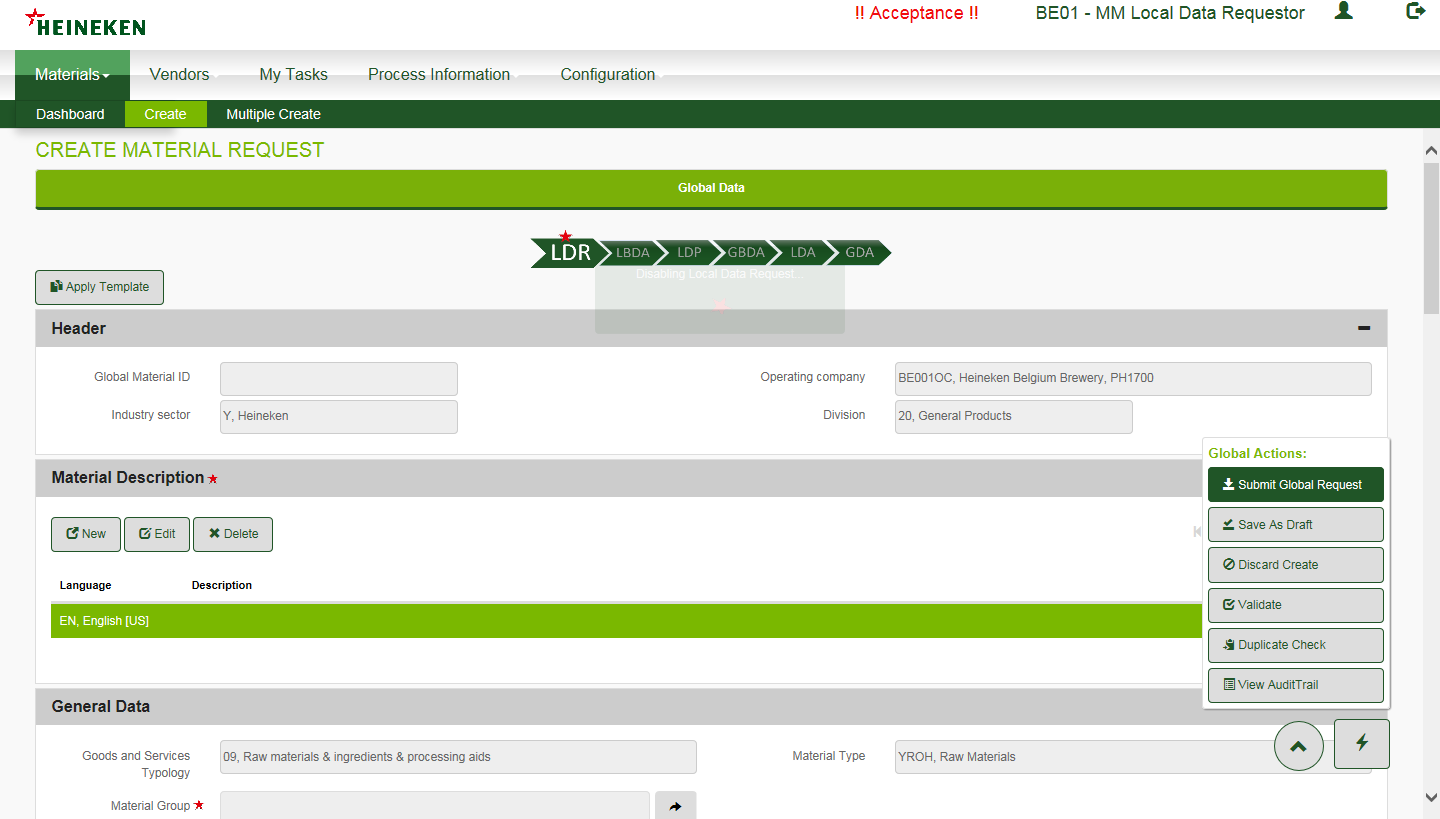 HEINEKEN
!! Acceptance !!
BE01 - MM Local Data Requestor
Materials
Vendors
My Tasks
Process Information
Configuration
Dashboard
Create
Multiple Create
CREATE MATERIAL REQUEST
Global Data
LDR
LBDA
LDP
GBDA
LDA
GDA
Disabling Local Data Request..
Apply Template
Header
Global Material ID
Operating company
BE001OC, Heineken Belgium Brewery, PH1700
Industry sector
Y, Heineken
Division
20, General Products
Global Actions:
Submit Global Request
Save As Draft
Discard Create
Validate
Duplicate Check
View AuditTrail
Material Description
New
Edit
Delete
Language
Description
EN, English [US]
General Data
Goods and Services
Typology
09, Raw materials & ingredients & processing aids
Material Type
YROH, Raw Materials
Material Group